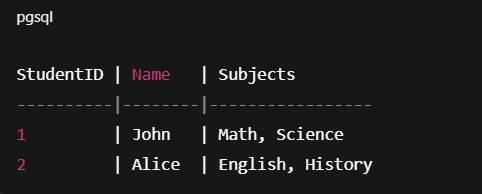 pgsql
StudentID | Name   | Subjects
----------|--------|----------------
1         | John   | Math, Science
2         | Alice  | English, History